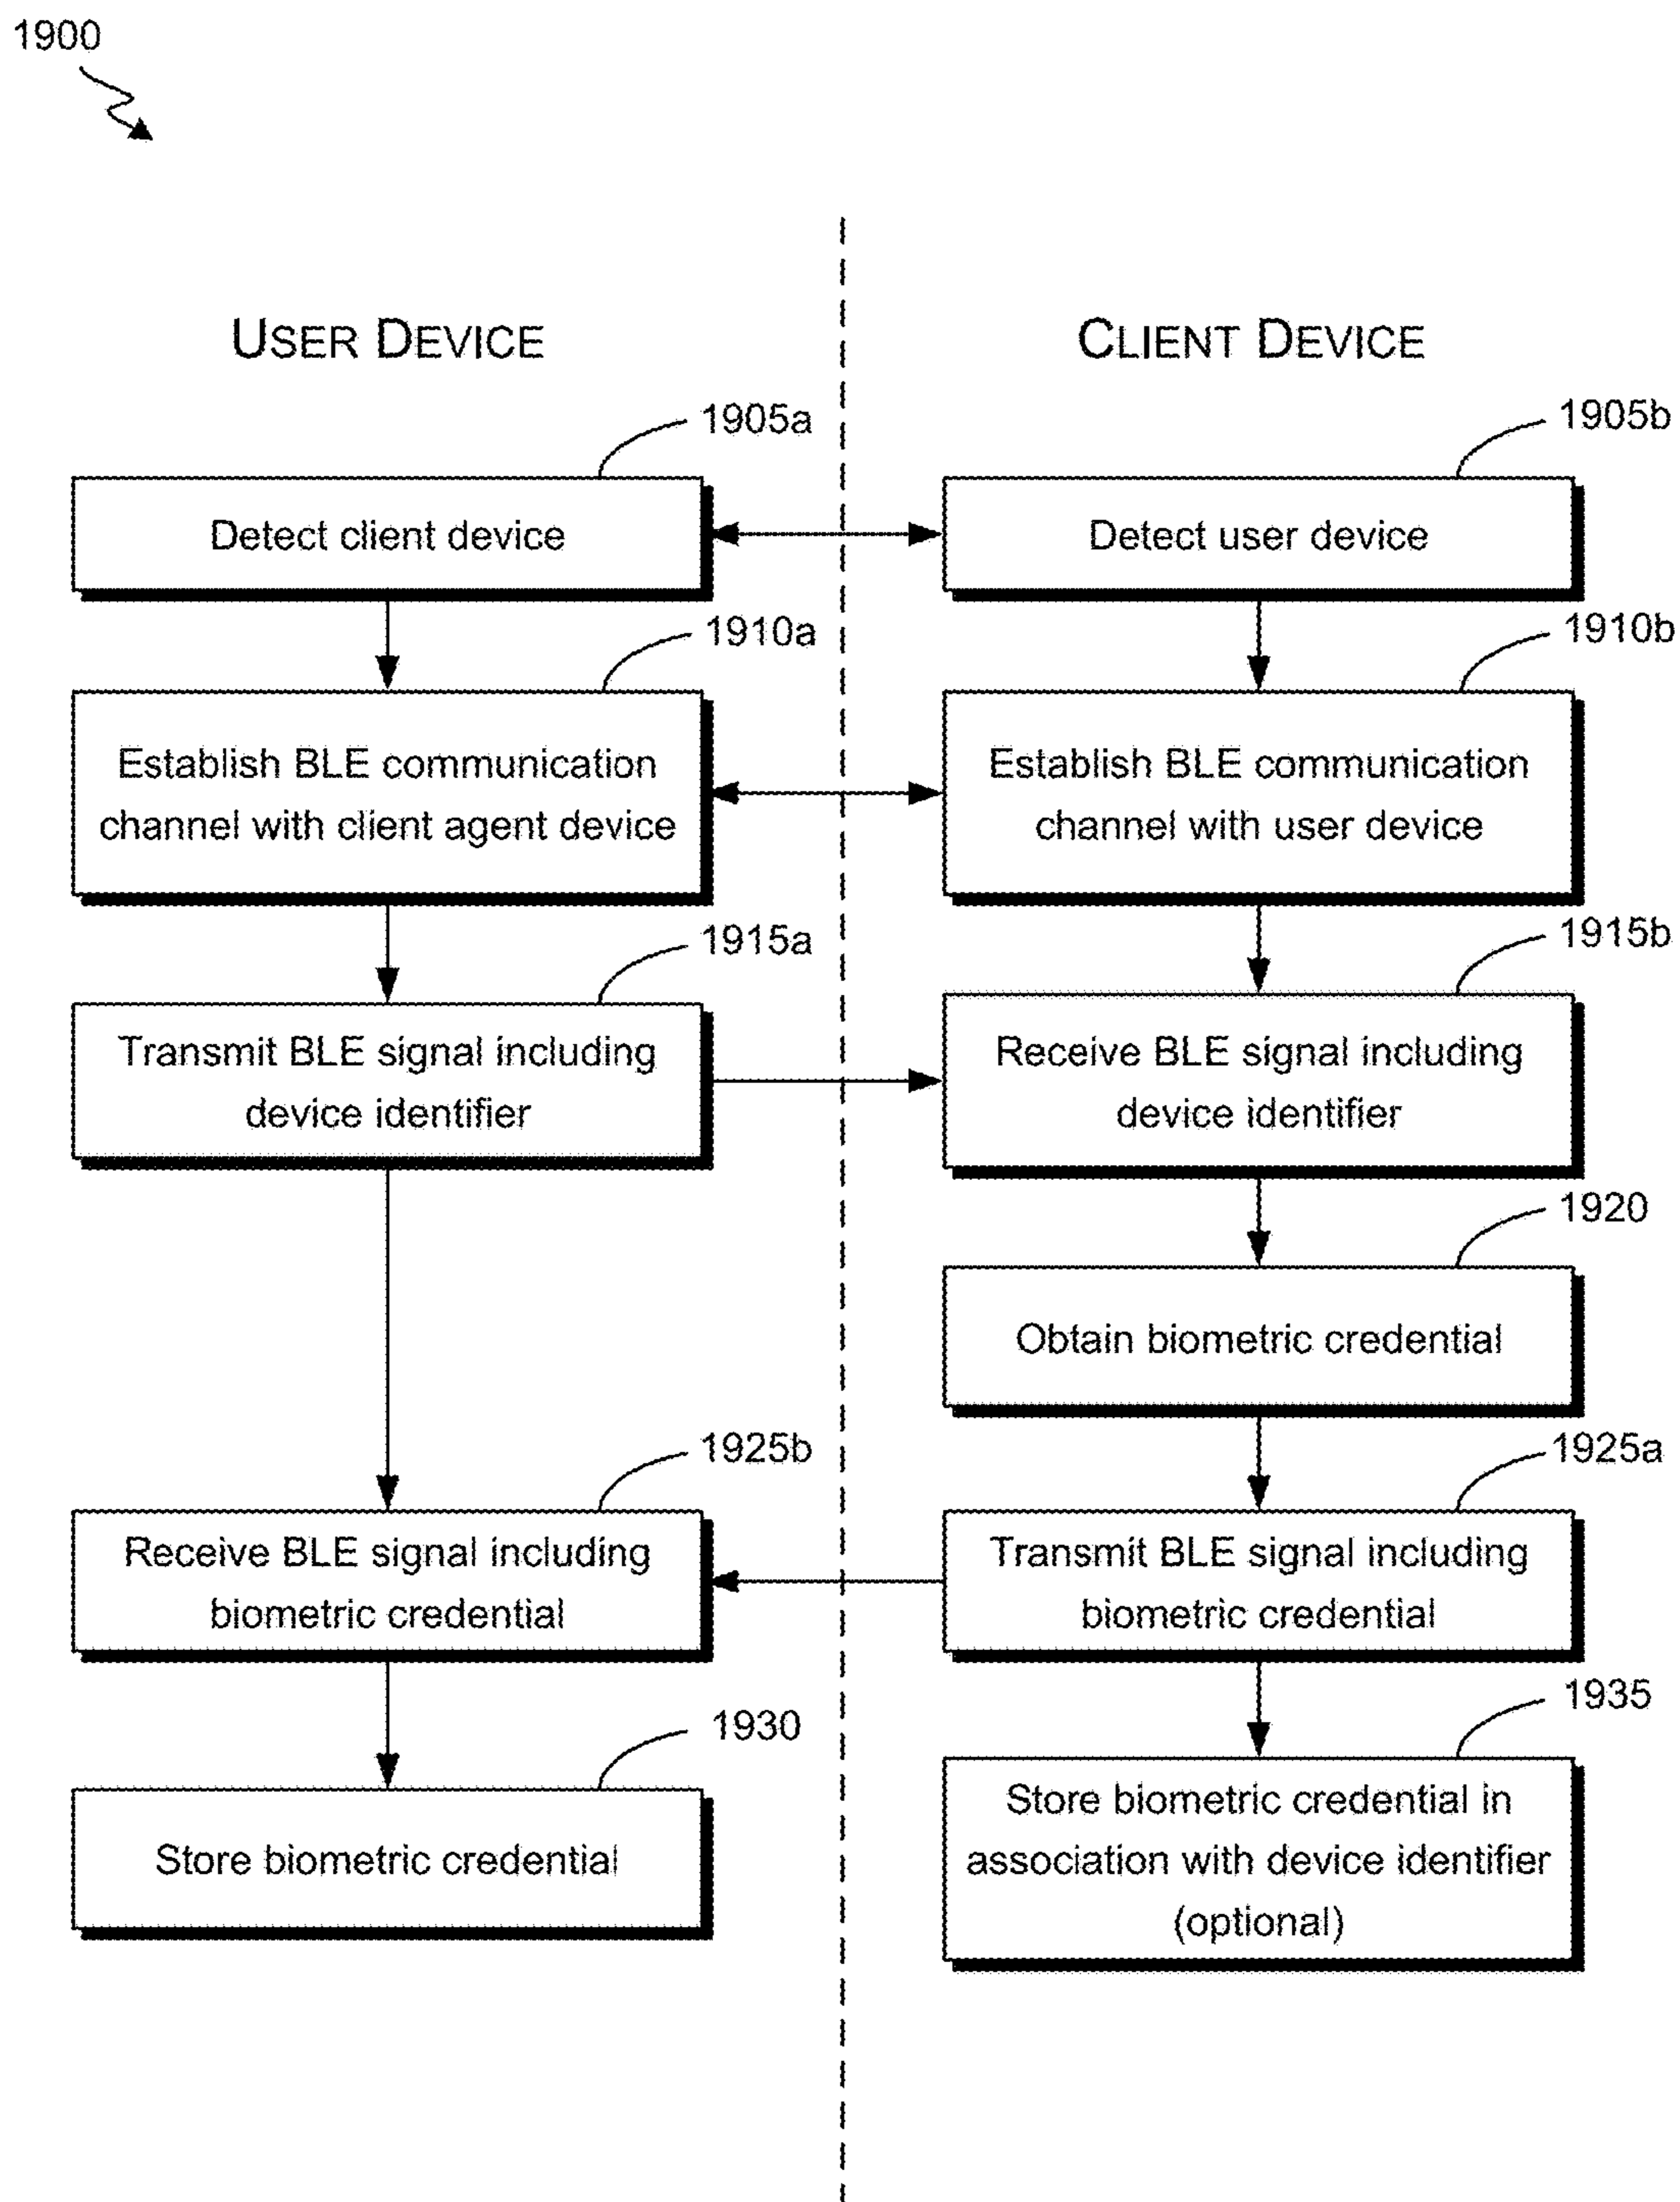 1900
USER DEVICE
CLIENT DEVICE
1905a
1905b
Detect client device
Detect user device
1910a
1910b
Establish BLE communication
channel with client agent device
Establish BLE communication
channel with user device
1915a
1915b
Transmit BLE signal including
device identifier
Receive BLE signal including
device identifier
1920
Obtain biometric credential
1925b
1925a
Receive BLE signal including
biometric credential
Transmit BLE signal including
biometric credential
1930
1935
Store biometric credential
Store biometric credential in
association with device identifier
(optional)